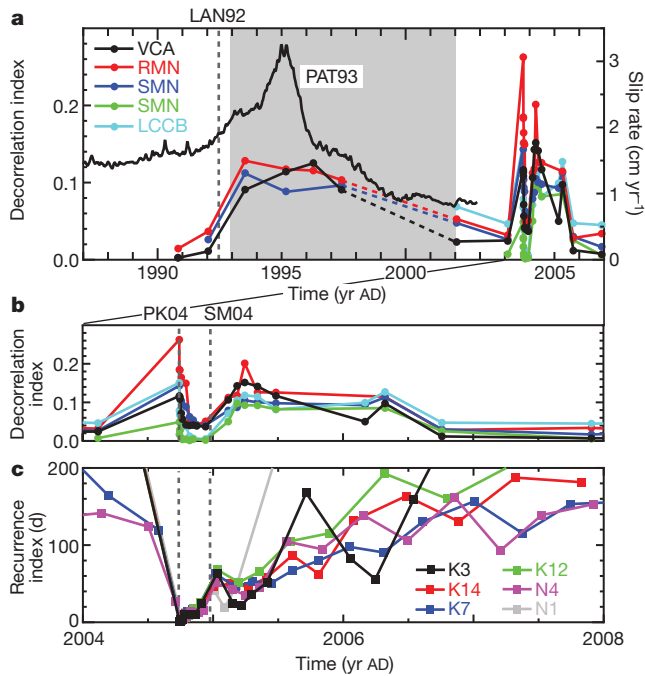 a
LAN92
PAT93
VCA
RMN
SMN
SMN
LCCB
Decorrelation index
0.2
0.1
0.0
Slip rate (cm yr⁻¹)
3
2
1
0
1990
1995
2000
2005
Time (yr AD)
b
PK04
SM04
Decorrelation
index
0.2
0.1
0.0
c
Recurrence
index (d)
200
100
0
K3
K14
K7
K12
N4
N1
2004
2006
2008
Time (yr AD)